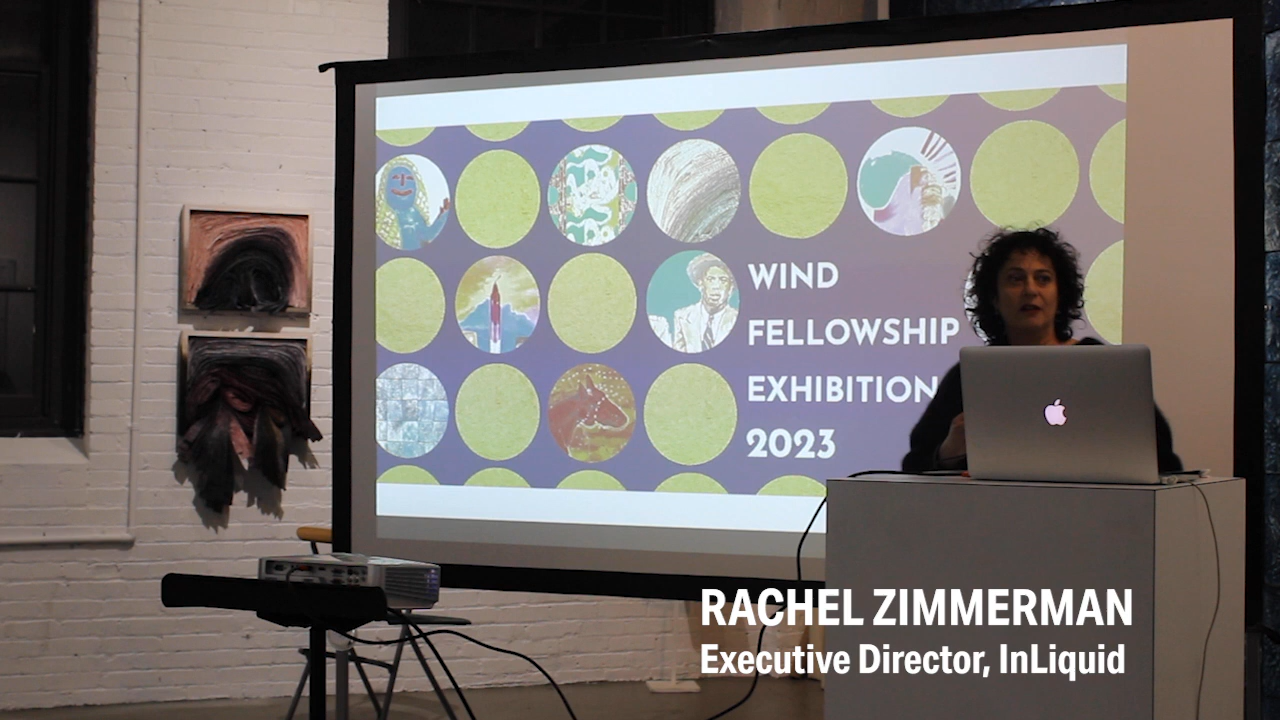 WIND
FELLOWSHIP
EXHIBITION
2023
RACHEL ZIMMERMAN
Executive Director, InLiquid